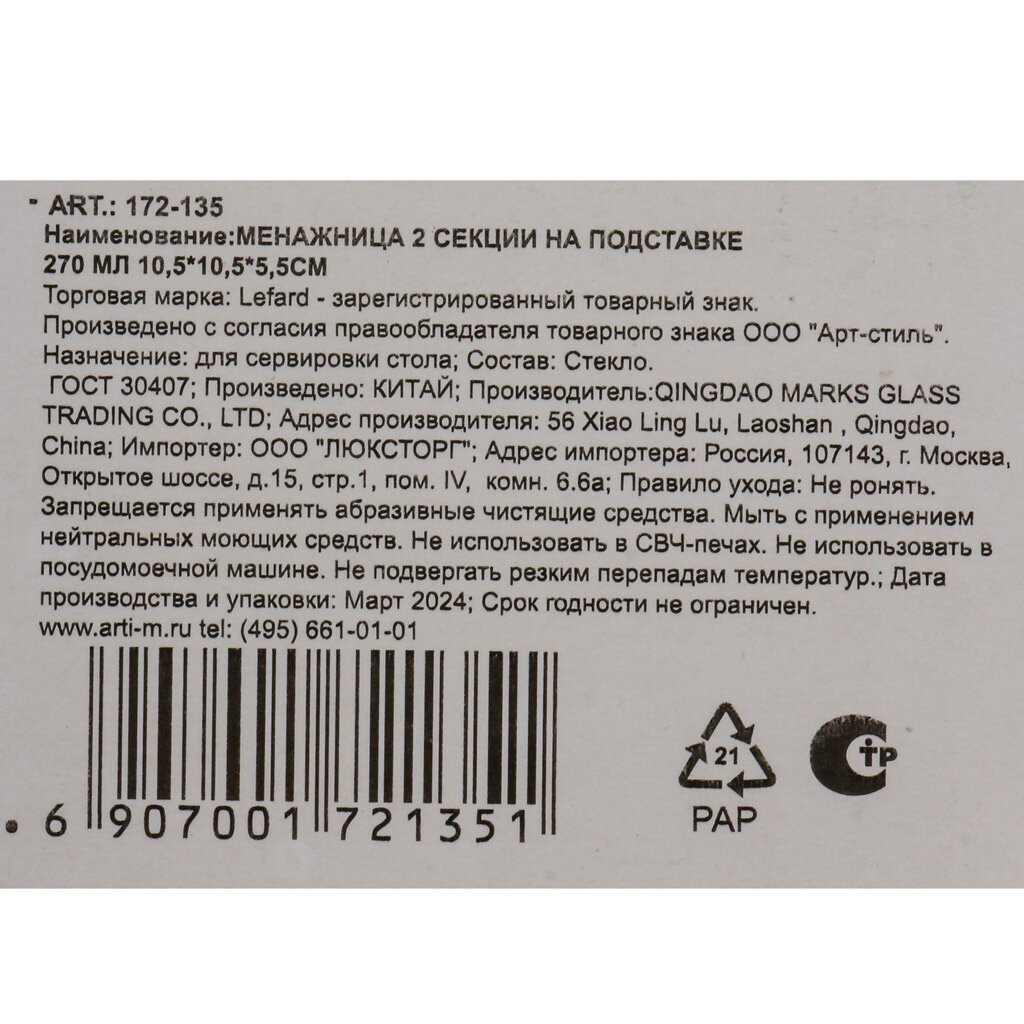 ART.: 172-135
Наименование:МЕНАЖНИЦА 2 СЕКЦИИ НА ПОДСТАВКЕ
270 МЛ 10,5*10,5*5,5СМ
Торговая марка: Lefard - зарегистрированный товарный знак.
Произведено с согласия правообладателя товарного знака ООО "Арт-стиль".
Назначение: для сервировки стола; Состав: Стекло.
ГОСТ 30407; Произведено: КИТАЙ; Производитель:QINGDAO MARKS GLASS
TRADING CO., LTD; Адрес производителя: 56 Xiao Ling Lu, Laoshan , Qingdao,
China; Импортер: ООО "ЛЮКСТОРГ"; Адрес импортера: Россия, 107143, г. Москва,
Открытое шоссе, д.15, стр.1, пом. IV, комн. 6.6а; Правило ухода: Не ронять.
Запрещается применять абразивные чистящие средства. Мыть с применением
нейтральных моющих средств. Не использовать в СВЧ-печах. Не использовать в
посудомоечной машине. Не подвергать резким перепадам температур.; Дата
производства и упаковки: Март 2024; Срок годности не ограничен.
www.arti-m.ru tel: (495) 661-01-01
21
СТР
PAP
6 907001 721351